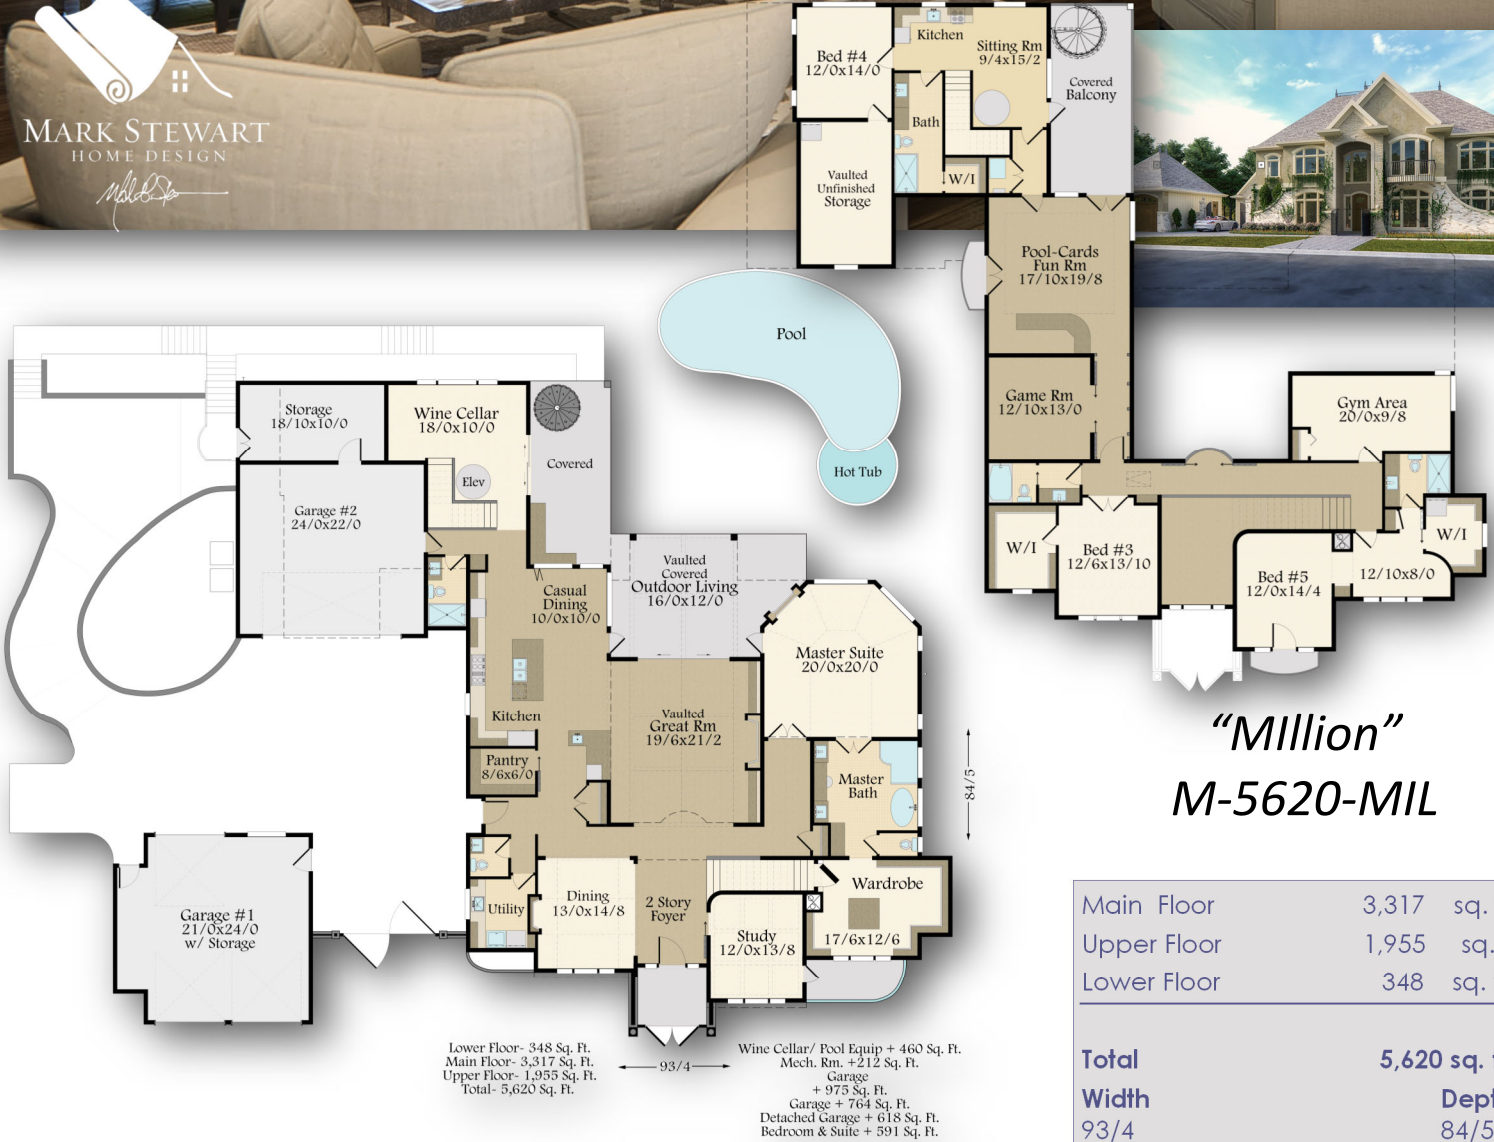 MARK STEWART
HOME DESIGN
Bed #4
12/0x14/0
Kitchen
Sitting Rm
9/4x15/2
Covered
Balcony
Bath
W/I
Vaulted
Unfinished
Storage
Pool-Cards
Fun Rm
17/10x19/8
Game Rm
12/10x13/0
Gym Area
20/0x9/8
W/I
Bed #3
12/6x13/10
Bed #5
12/0x14/4
12/10x8/0
W/I
Pool
Hot Tub
Storage
18/10x10/0
Wine Cellar
18/0x10/0
Elev
Covered
Garage #2
24/0x22/0
Casual
Dining
10/0x10/0
Vaulted
Covered
Outdoor Living
16/0x12/0
Master Suite
20/0x20/0
Kitchen
Vaulted
Great Rm
19/6x21/2
Pantry
8/6x6/0
Master
Bath
84/5
Wardrobe
17/6x12/6
Dining
13/0x14/8
2 Story
Foyer
Utility
Study
12/0x13/8
Garage #1
21/0x24/0
w/ Storage
93/4
Lower Floor- 348 Sq. Ft.
Main Floor- 3,317 Sq. Ft.
Upper Floor- 1,955 Sq. Ft.
Total- 5,620 Sq. Ft.
Wine Cellar/ Pool Equip + 460 Sq. Ft.
Mech. Rm. +212 Sq. Ft.
Garage
+ 975 Sq. Ft.
Garage + 764 Sq. Ft.
Detached Garage + 618 Sq. Ft.
Bedroom & Suite + 591 Sq. Ft.
“MIllion”
M-5620-MIL
Main Floor 3,317 sq.
Upper Floor 1,955 sq.
Lower Floor 348 sq.
Total 5,620 sq.
Width Dept
93/4 84/5